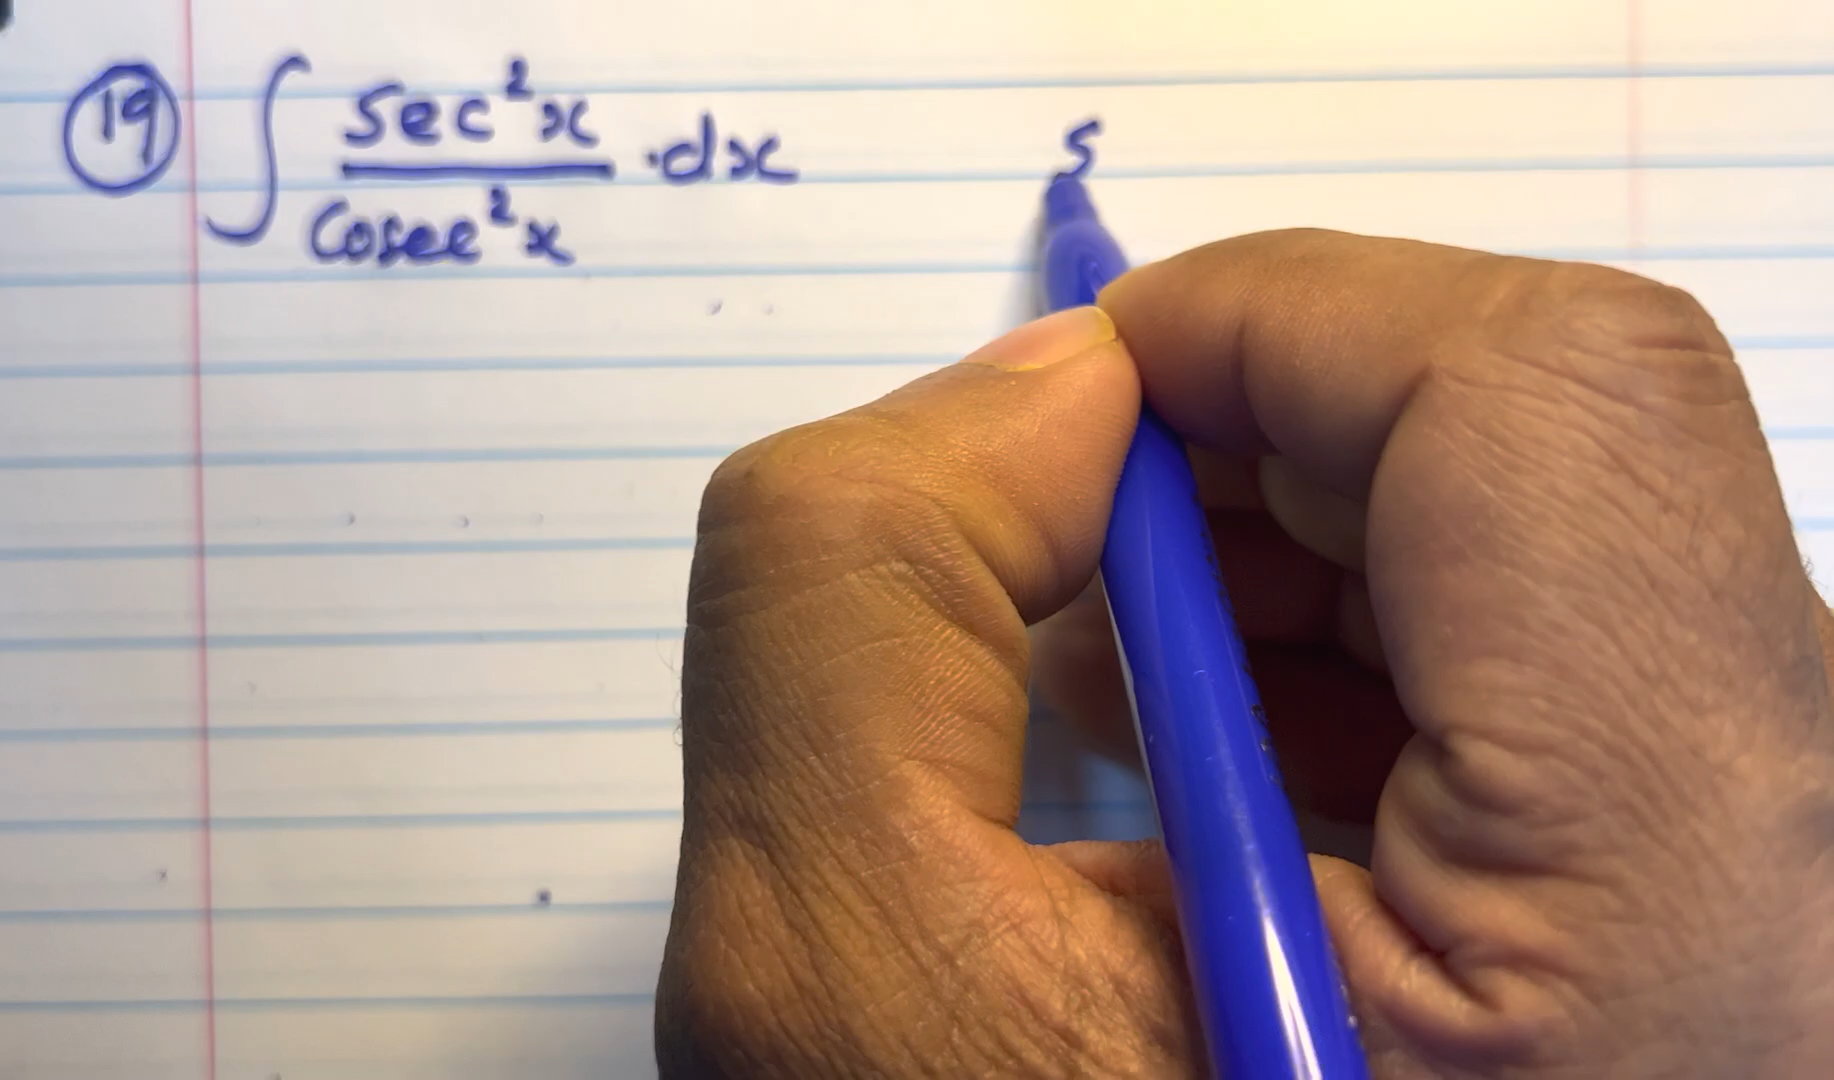 19 ∫ sec²x / Cosec²x .dx S